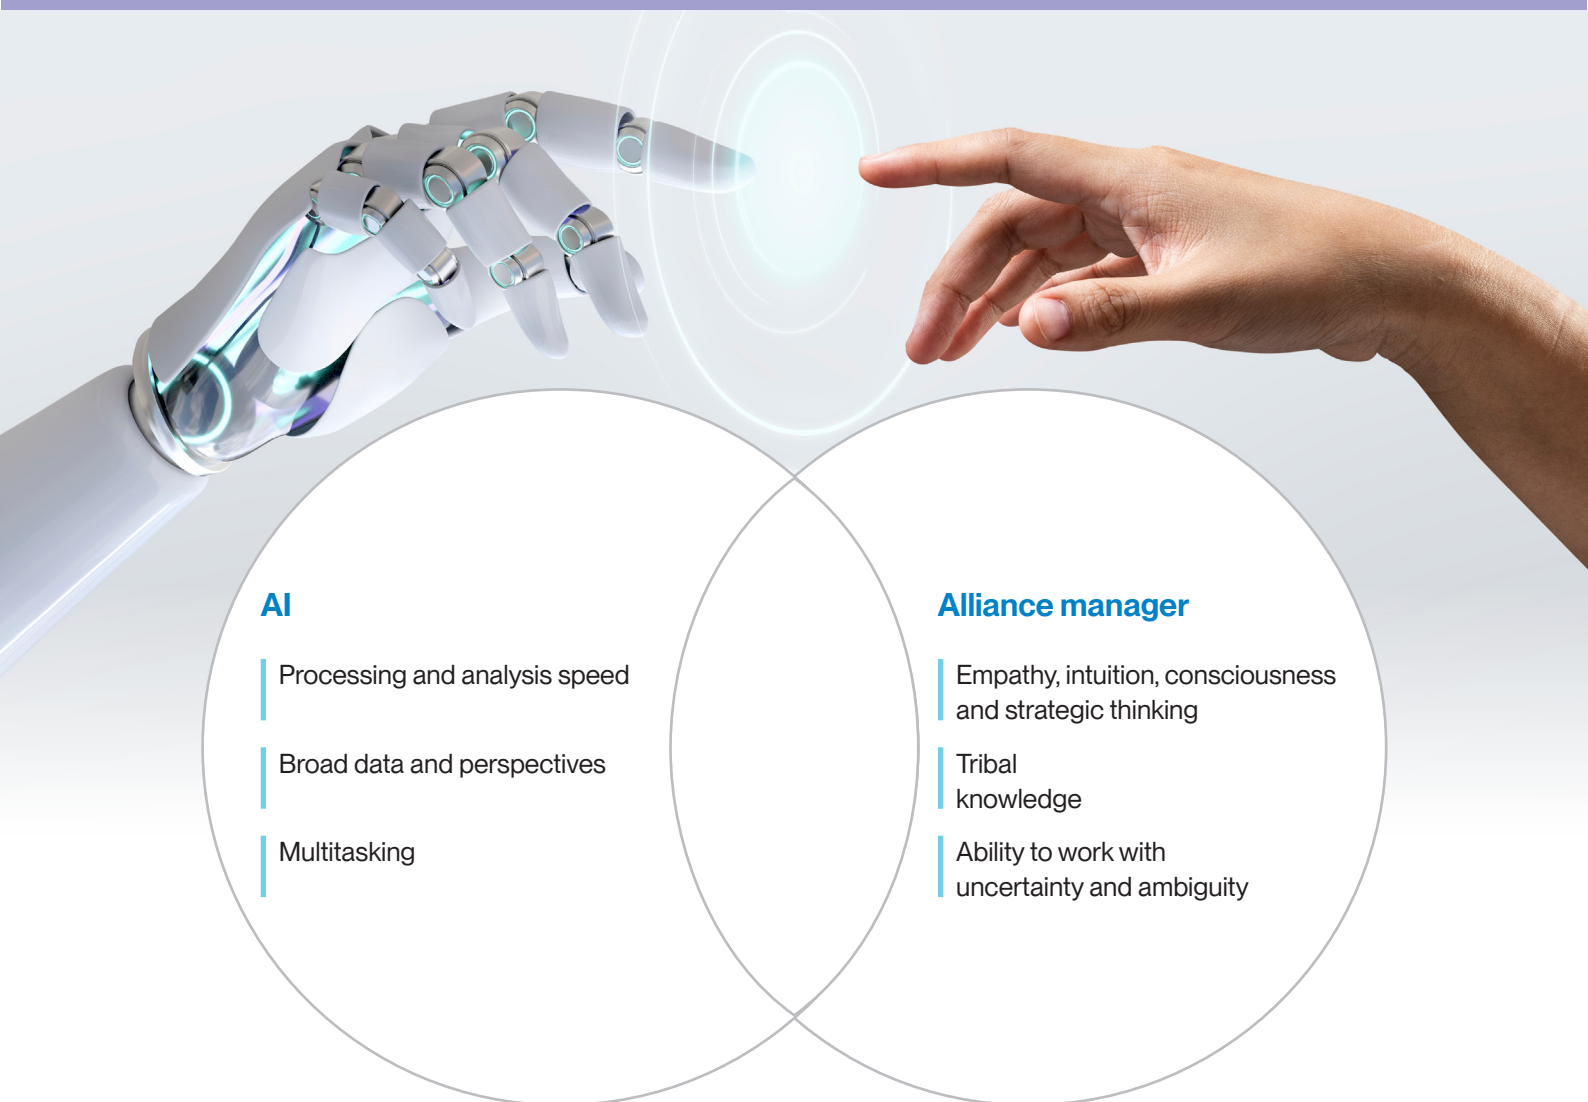 AI
Processing and analysis speed
Broad data and perspectives
Multitasking
Alliance manager
Empathy, intuition, consciousness
and strategic thinking
Tribal
knowledge
Ability to work with
uncertainty and ambiguity